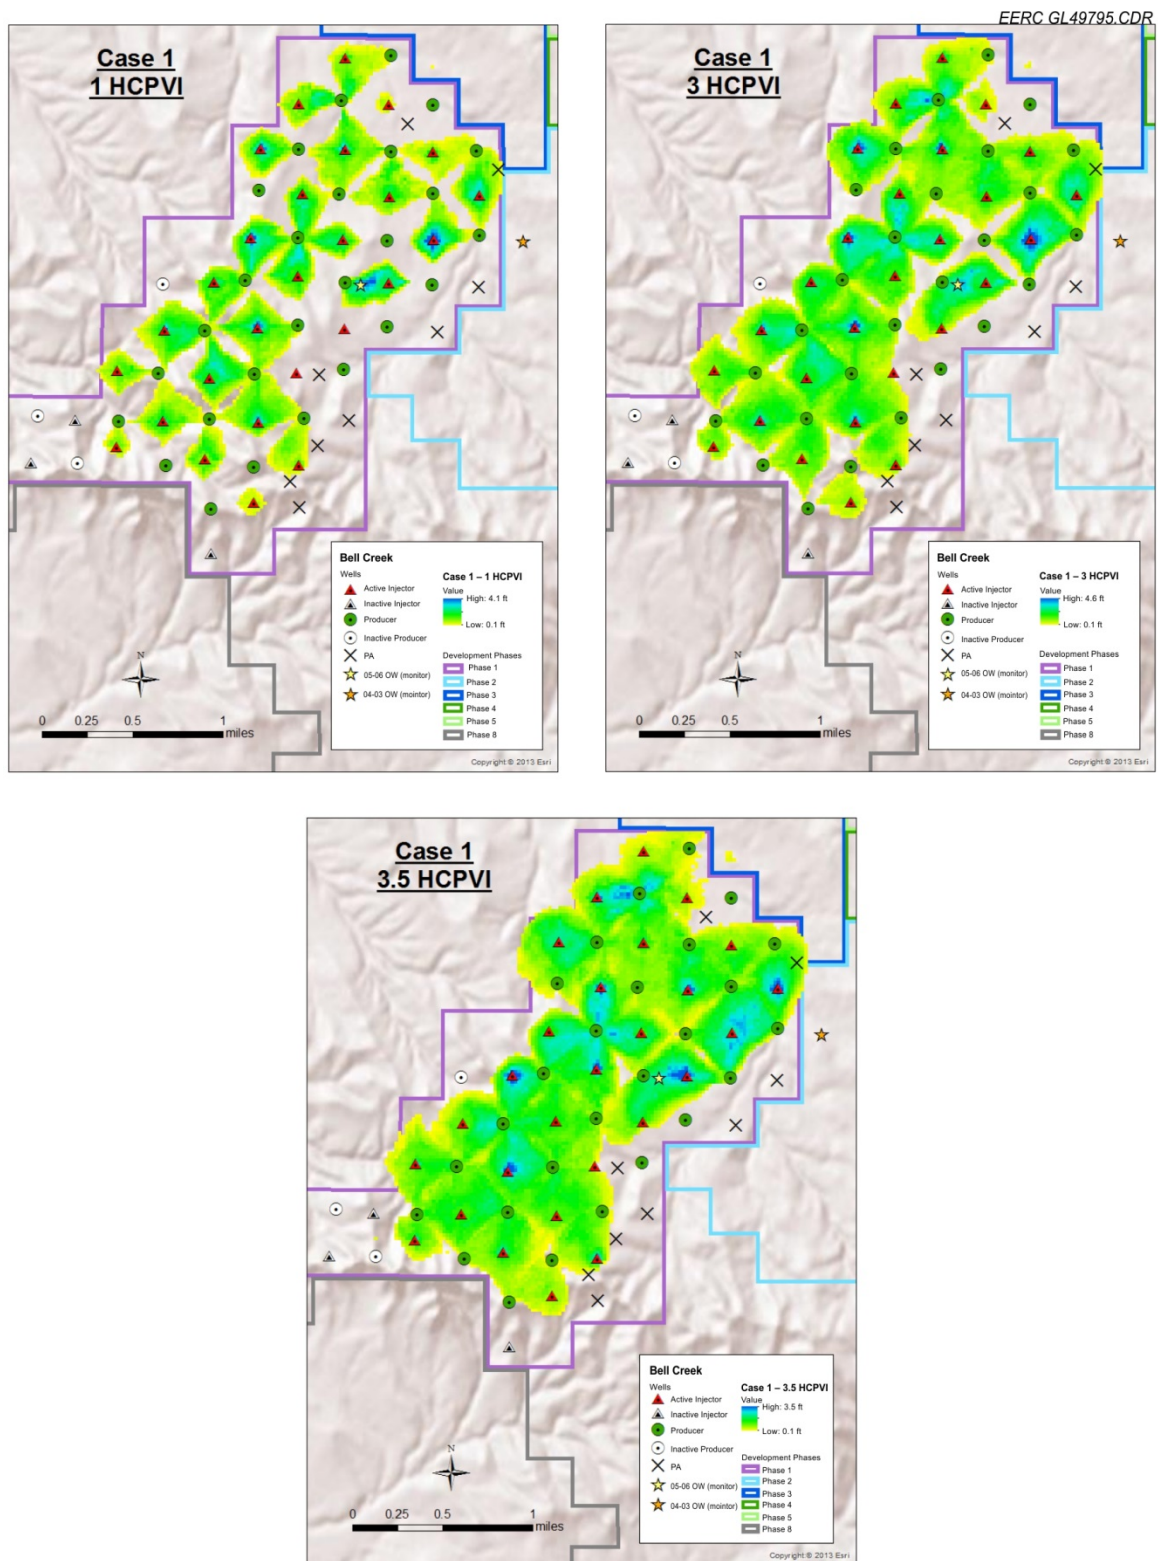 EERC GL49795.CDR
Case 1
1 HCPVI
N
0 0.25 0.5 1
miles
Bell Creek
Wells
Active Injector
Inactive Injector
Producer
Inactive Producer
PA
05-06 OW (monitor)
04-03 OW (mointor)
Case 1 – 1 HCPVI
Value
High: 4.1 ft
Low: 0.1 ft
Development Phases
Phase 1
Phase 2
Phase 3
Phase 4
Phase 5
Phase 8
Copyright:© 2013 Esri
Case 1
3 HCPVI
N
0 0.25 0.5 1
miles
Bell Creek
Wells
Active Injector
Inactive Injector
Producer
Inactive Producer
PA
05-06 OW (monitor)
04-03 OW (mointor)
Case 1 – 3 HCPVI
Value
High: 4.6 ft
Low: 0.1 ft
Development Phases
Phase 1
Phase 2
Phase 3
Phase 4
Phase 5
Phase 8
Copyright:© 2013 Esri
Case 1
3.5 HCPVI
N
0 0.25 0.5 1
miles
Bell Creek
Wells
Active Injector
Inactive Injector
Producer
Inactive Producer
PA
05-06 OW (monitor)
04-03 OW (mointor)
Case 1 – 3.5 HCPVI
Value
High: 3.5 ft
Low: 0.1 ft
Development Phases
Phase 1
Phase 2
Phase 3
Phase 4
Phase 5
Phase 8
Copyright:© 2013 Esri